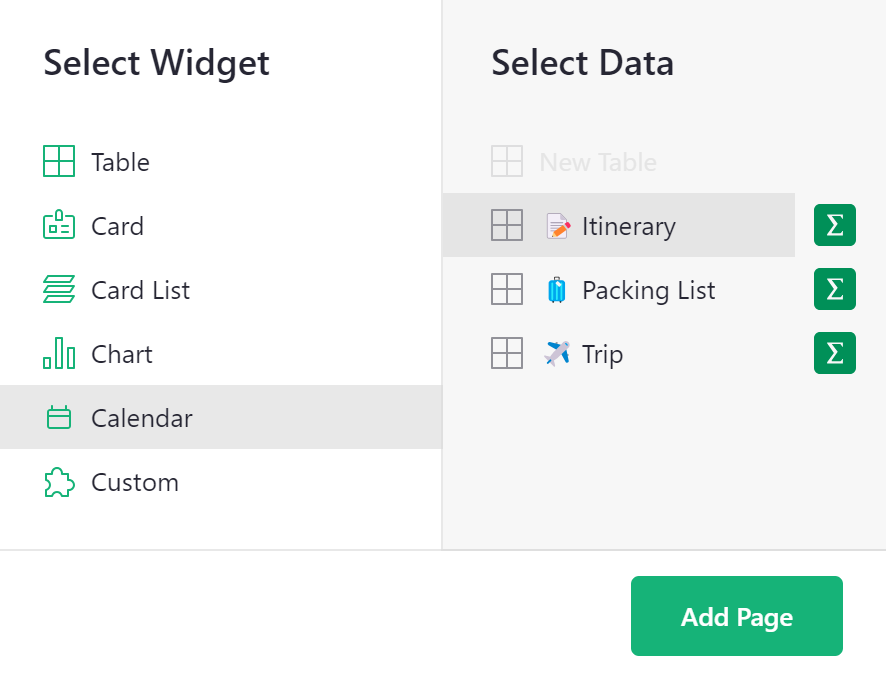 Select Widget
Table
Card
Card List
Chart
Calendar
Custom
Select Data
New Table
Itinerary Σ
Packing List Σ
Trip Σ
Add Page